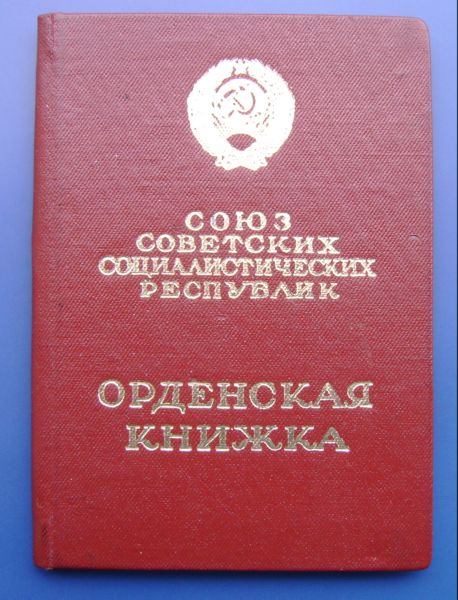 СОЮЗ
СОВЕТСКИХ
СОЦИАЛИСТИЧЕСКИХ
РЕСПУБЛИК
ОРДЕНСКАЯ
КНИЖКА